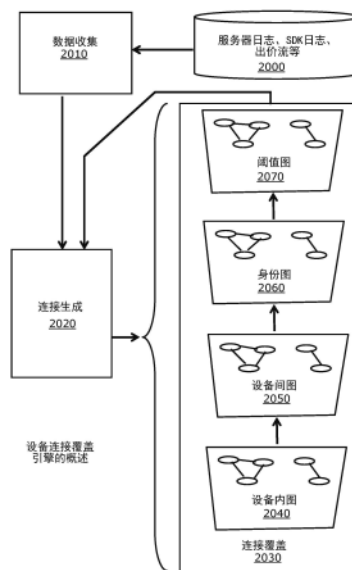 数据收集
2010
服务器日志、SDK日志、
出价流等
2000
阈值图
2070
身份图
2060
连接生成
2020
设备间图
2050
设备连接覆盖
引擎的概述
设备内图
2040
连接覆盖
2030